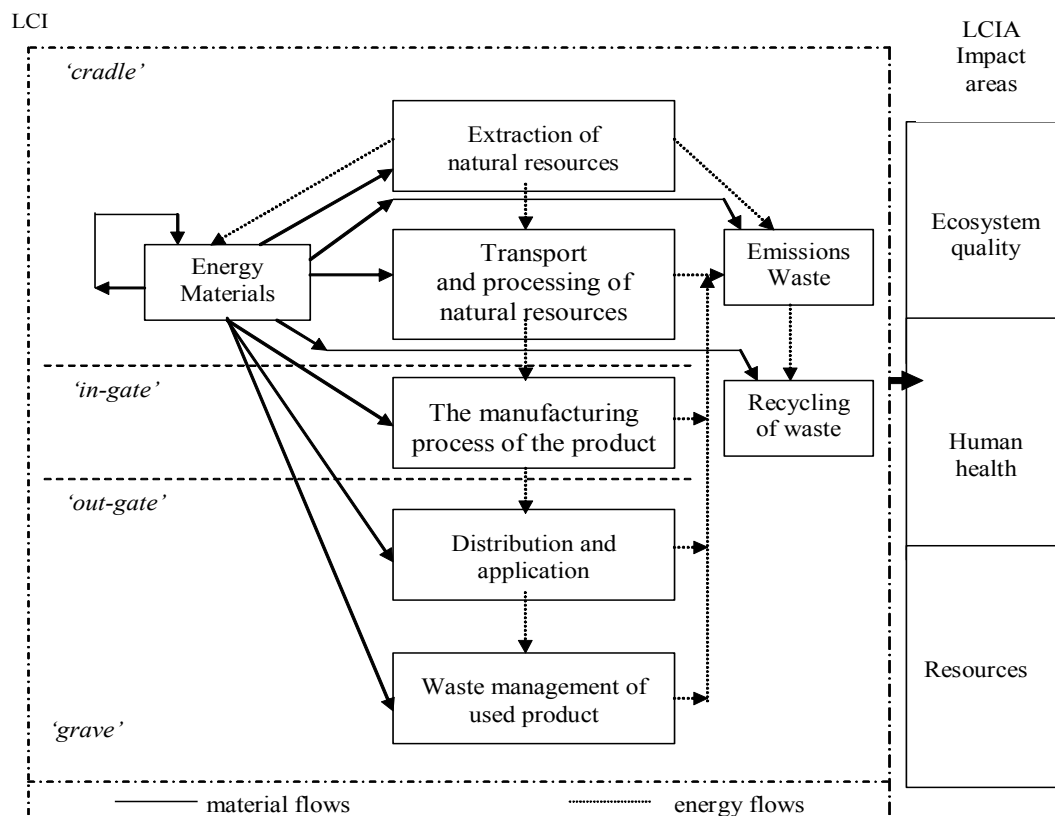 LCI
LCIA
Impact
areas
‘cradle’
Extraction of
natural resources
Energy
Materials
Transport
and processing of
natural resources
Emissions
Waste
Ecosystem
quality
‘in-gate’
The manufacturing
process of the product
Recycling
of waste
Human
health
‘out-gate’
Distribution and
application
Waste management of
used product
Resources
‘grave’
material flows
energy flows